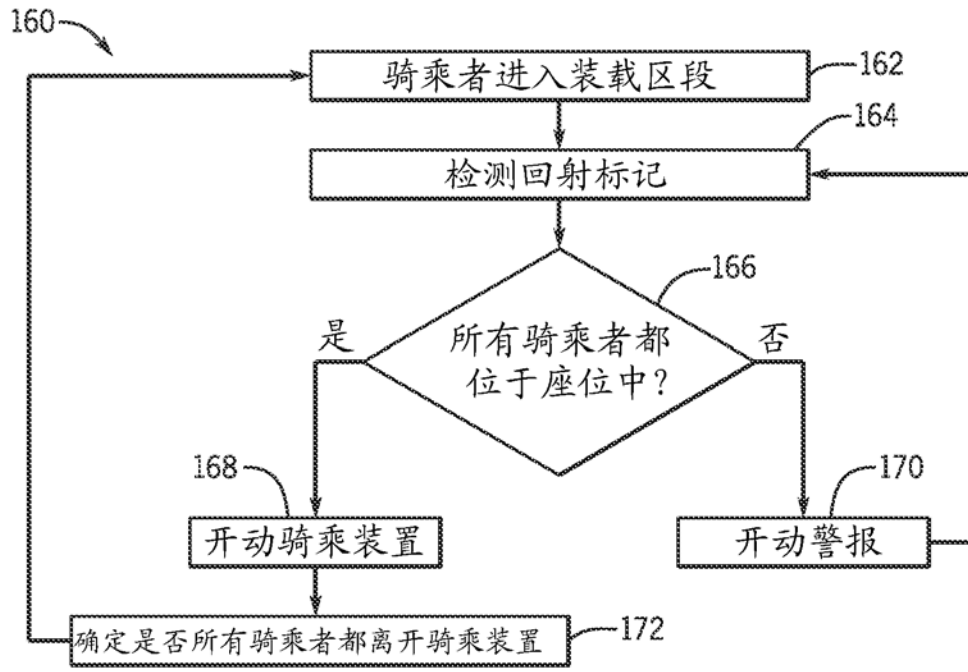 160
骑乘者进入装载区段
162
164
检测回射标记
166
所有骑乘者都
位于座位中?
是
否
168
170
开动骑乘装置
开动警报
确定是否所有骑乘者都离开骑乘装置
172